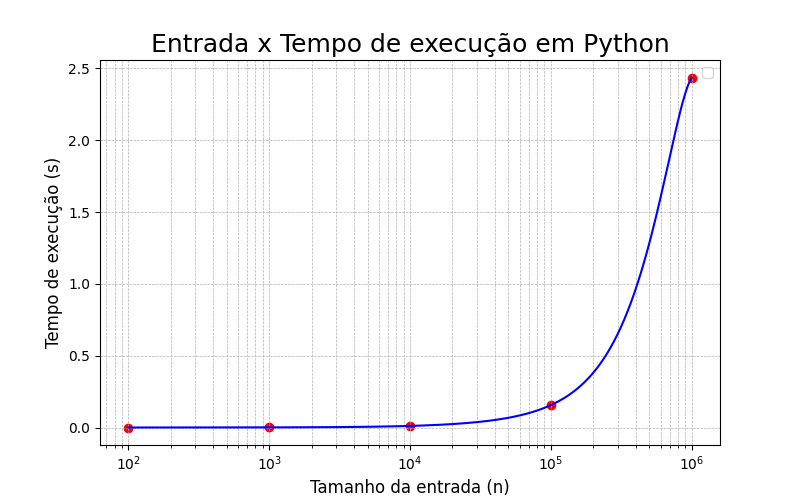 Entrada x Tempo de execução em Python
Tempo de execução (s)
2.5
2.0
1.5
1.0
0.5
0.0
10² 10³ 10⁴ 10⁵ 10⁶
Tamanho da entrada (n)